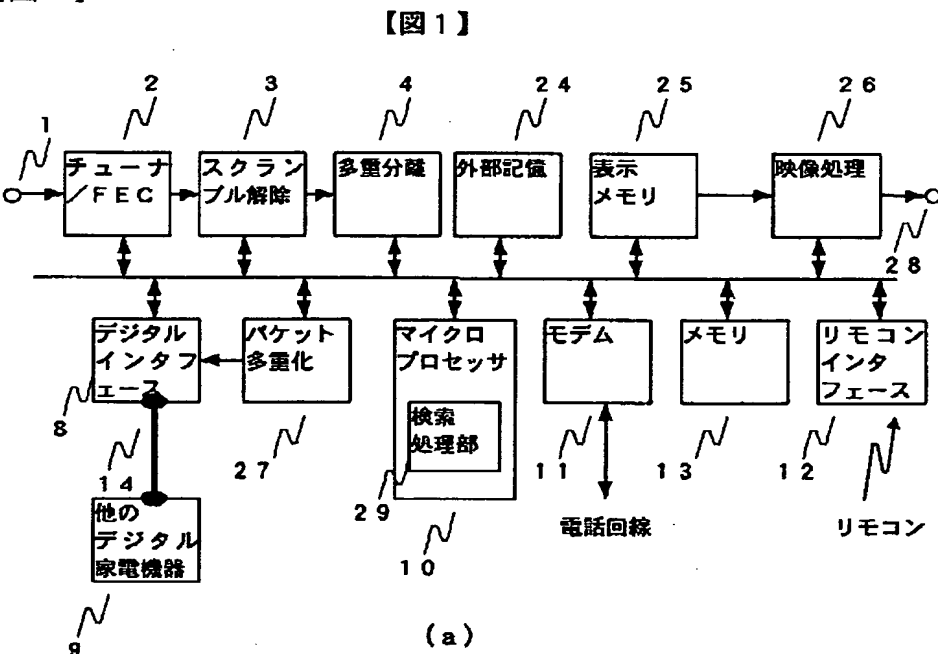 【図1】
2 3 4 24 25 26
1
チューナ
/FEC
スクラン
ブル解除
多重分離
外部記憶
表示
メモリ
映像処理
28
デジタル
インタフ
ェース
パケット
多重化
マイクロ
プロセッサ
検索
処理部
モデム
メモリ
リモコン
インタ
フェース
8
14
27
29
11
13
12
他の
デジタル
家電機器
10
電話回線
リモコン
9
(a)